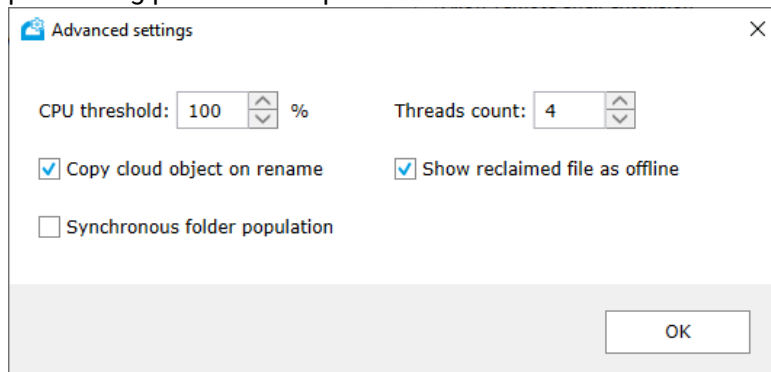 Advanced settings
CPU threshold: 100 % Threads count: 4
Copy cloud object on rename Show reclaimed file as offline
Synchronous folder population
OK